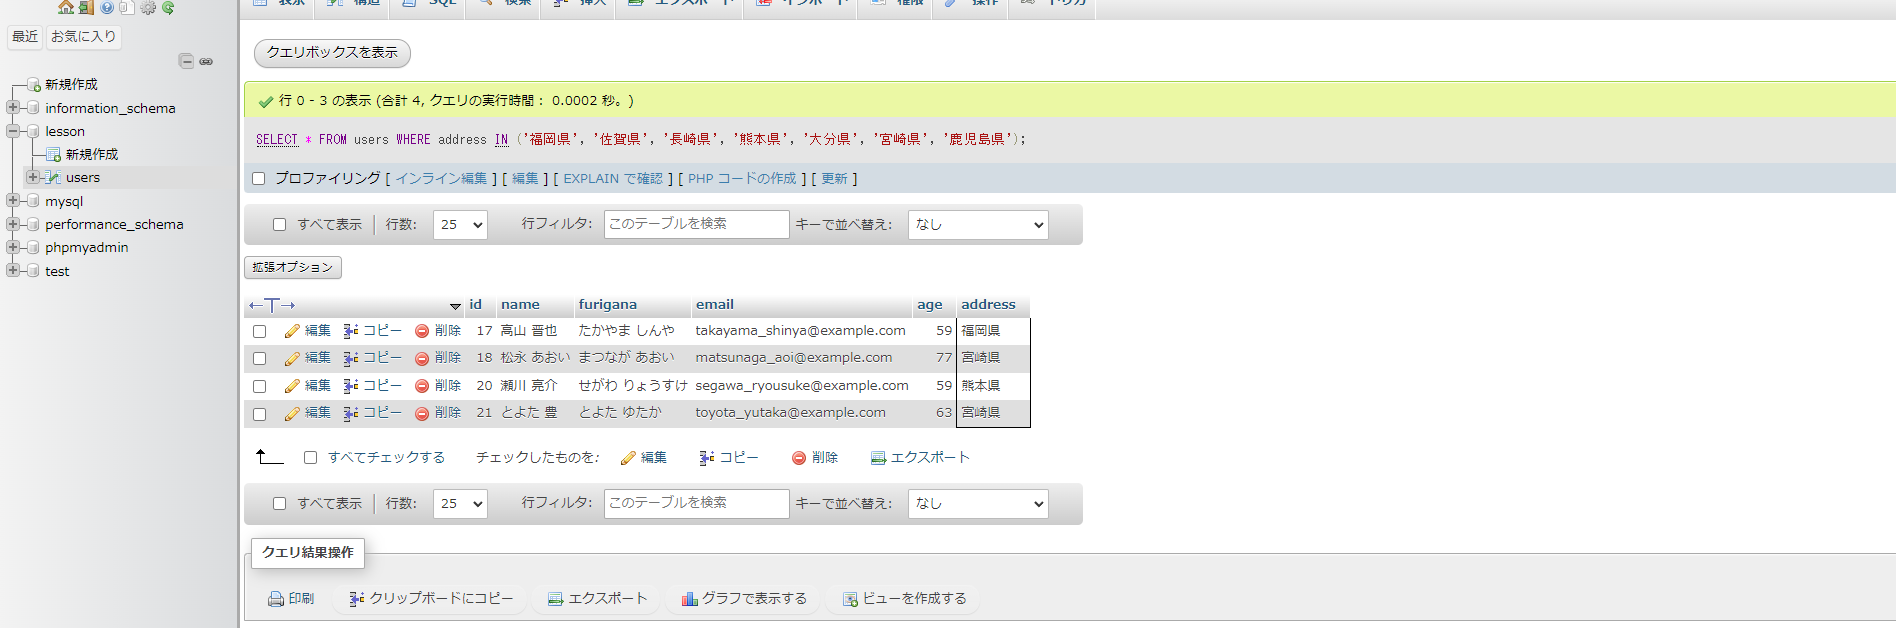 表示 構造 SQL 検索 挿入 エクスポート インポート 権限 操作 トリガ
最近 お気に入り
クエリボックスを表示
新規作成
information_schema
lesson
新規作成
users
mysql
performance_schema
phpmyadmin
test
行 0 - 3 の表示 (合計 4, クエリの実行時間： 0.0002 秒。)
SELECT * FROM users WHERE address IN ('福岡県', '佐賀県', '長崎県', '熊本県', '大分県', '宮崎県', '鹿児島県');
プロファイリング [ インライン編集 ] [ 編集 ] [ EXPLAIN で確認 ] [ PHP コードの作成 ] [ 更新 ]
すべて表示 行数: 25 行フィルタ: このテーブルを検索 キーで並べ替え: なし
拡張オプション
←T→ id name furigana email age address
編集 コピー 削除 17 高山 晋也 たかやま しんや takayama_shinya@example.com 59 福岡県
編集 コピー 削除 18 松永 あおい まつなが あおい matsunaga_aoi@example.com 77 宮崎県
編集 コピー 削除 20 瀬川 亮介 せがわ りょうすけ segawa_ryousuke@example.com 59 熊本県
編集 コピー 削除 21 とよた 豊 とよた ゆたか toyota_yutaka@example.com 63 宮崎県
すべてチェックする チェックしたものを: 編集 コピー 削除 エクスポート
すべて表示 行数: 25 行フィルタ: このテーブルを検索 キーで並べ替え: なし
クエリ結果操作
印刷 クリップボードにコピー エクスポート グラフで表示する ビューを作成する